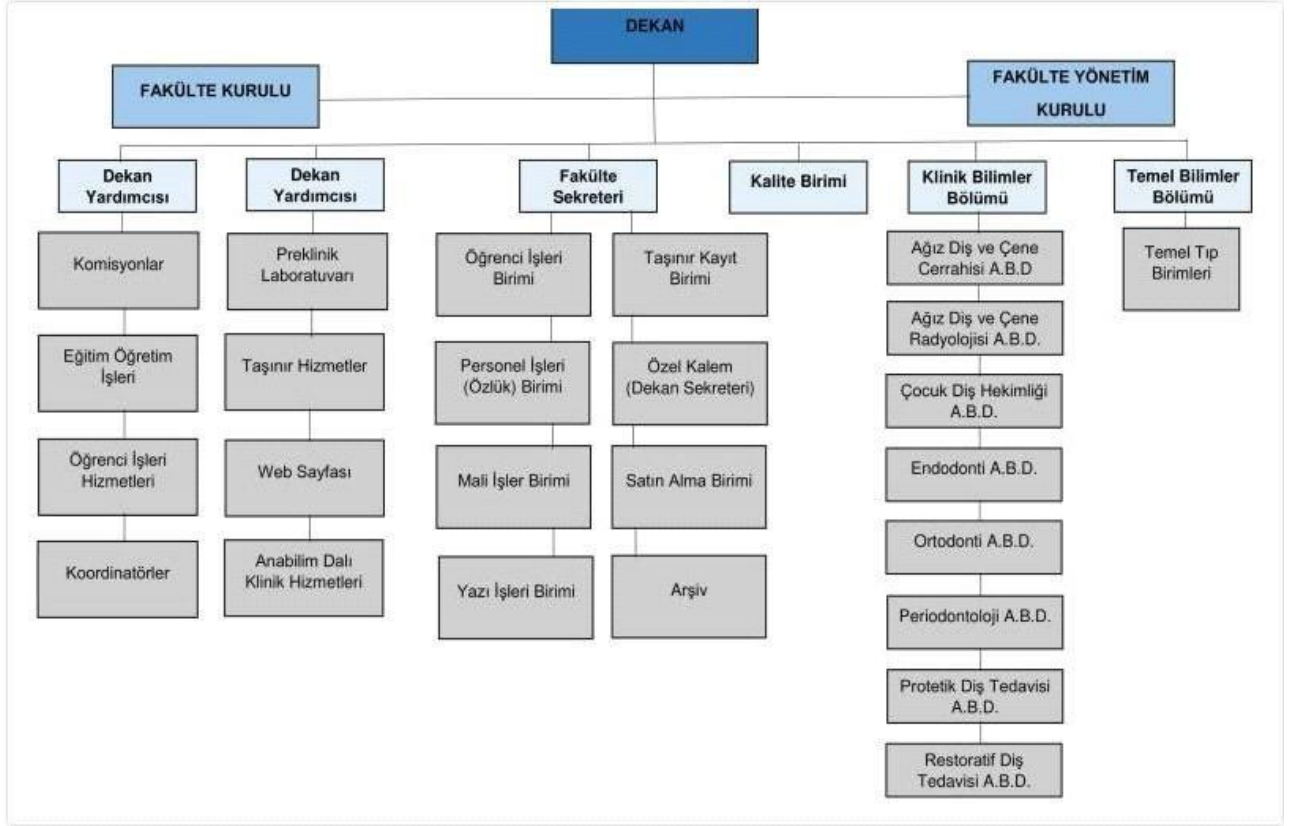 DEKAN
FAKÜLTE KURULU
FAKÜLTE YÖNETİM
KURULU
Dekan
Yardımcısı
Dekan
Yardımcısı
Fakülte
Sekreteri
Kalite Birimi
Klinik Bilimler
Bölümü
Temel Bilimler
Bölümü
Komisyonlar
Eğitim Öğretim
İşleri
Öğrenci İşleri
Hizmetleri
Koordinatörler
Preklinik
Laboratuvarı
Taşınır Hizmetler
Web Sayfası
Anabilim Dalı
Klinik Hizmetleri
Öğrenci İşleri
Birimi
Personel İşleri
(Özlük) Birimi
Mali İşler Birimi
Yazı İşleri Birimi
Taşınır Kayıt
Birimi
Özel Kalem
(Dekan Sekreteri)
Satın Alma Birimi
Arşiv
Ağız Diş ve Çene
Cerrahisi A.B.D
Ağız Diş ve Çene
Radyolojisi A.B.D.
Çocuk Diş Hekimliği
A.B.D.
Endodonti A.B.D.
Ortodonti A.B.D.
Periodontoloji A.B.D.
Protetik Diş Tedavisi
A.B.D.
Restoratif Diş
Tedavisi A.B.D.
Temel Tıp
Birimleri